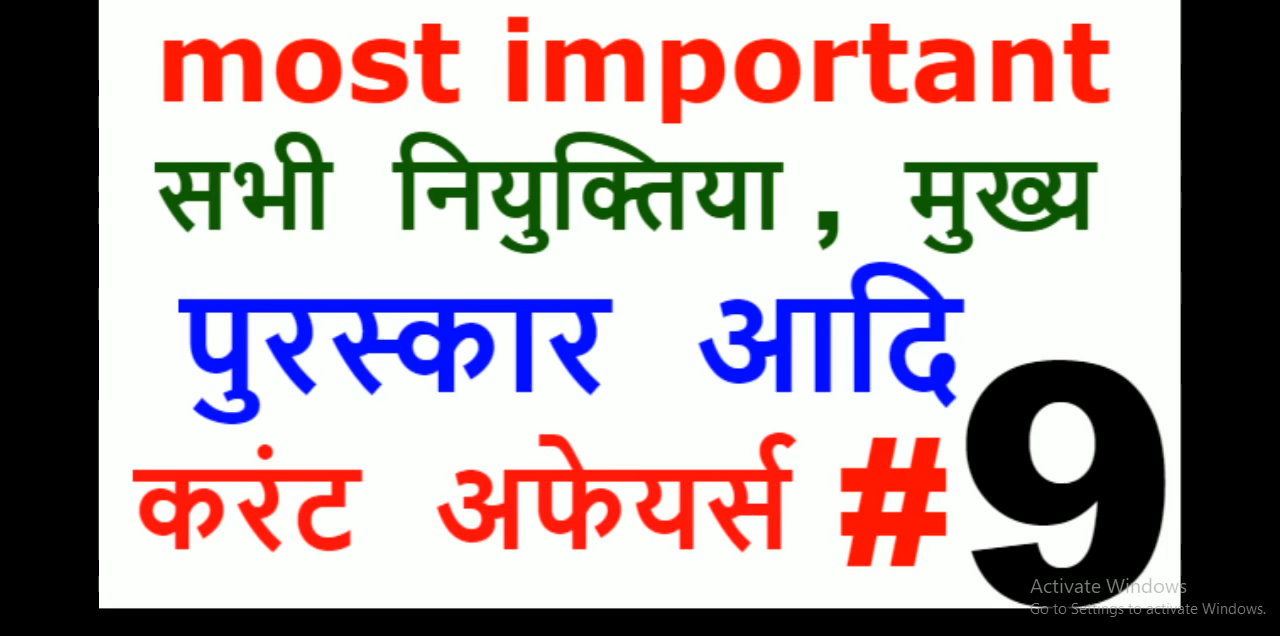 most important
सभी नियुक्तिया , मुख्य
पुरस्कार आदि
करंट अफेयर्स #9
Activate Windows
Go to Settings to activate Windows.